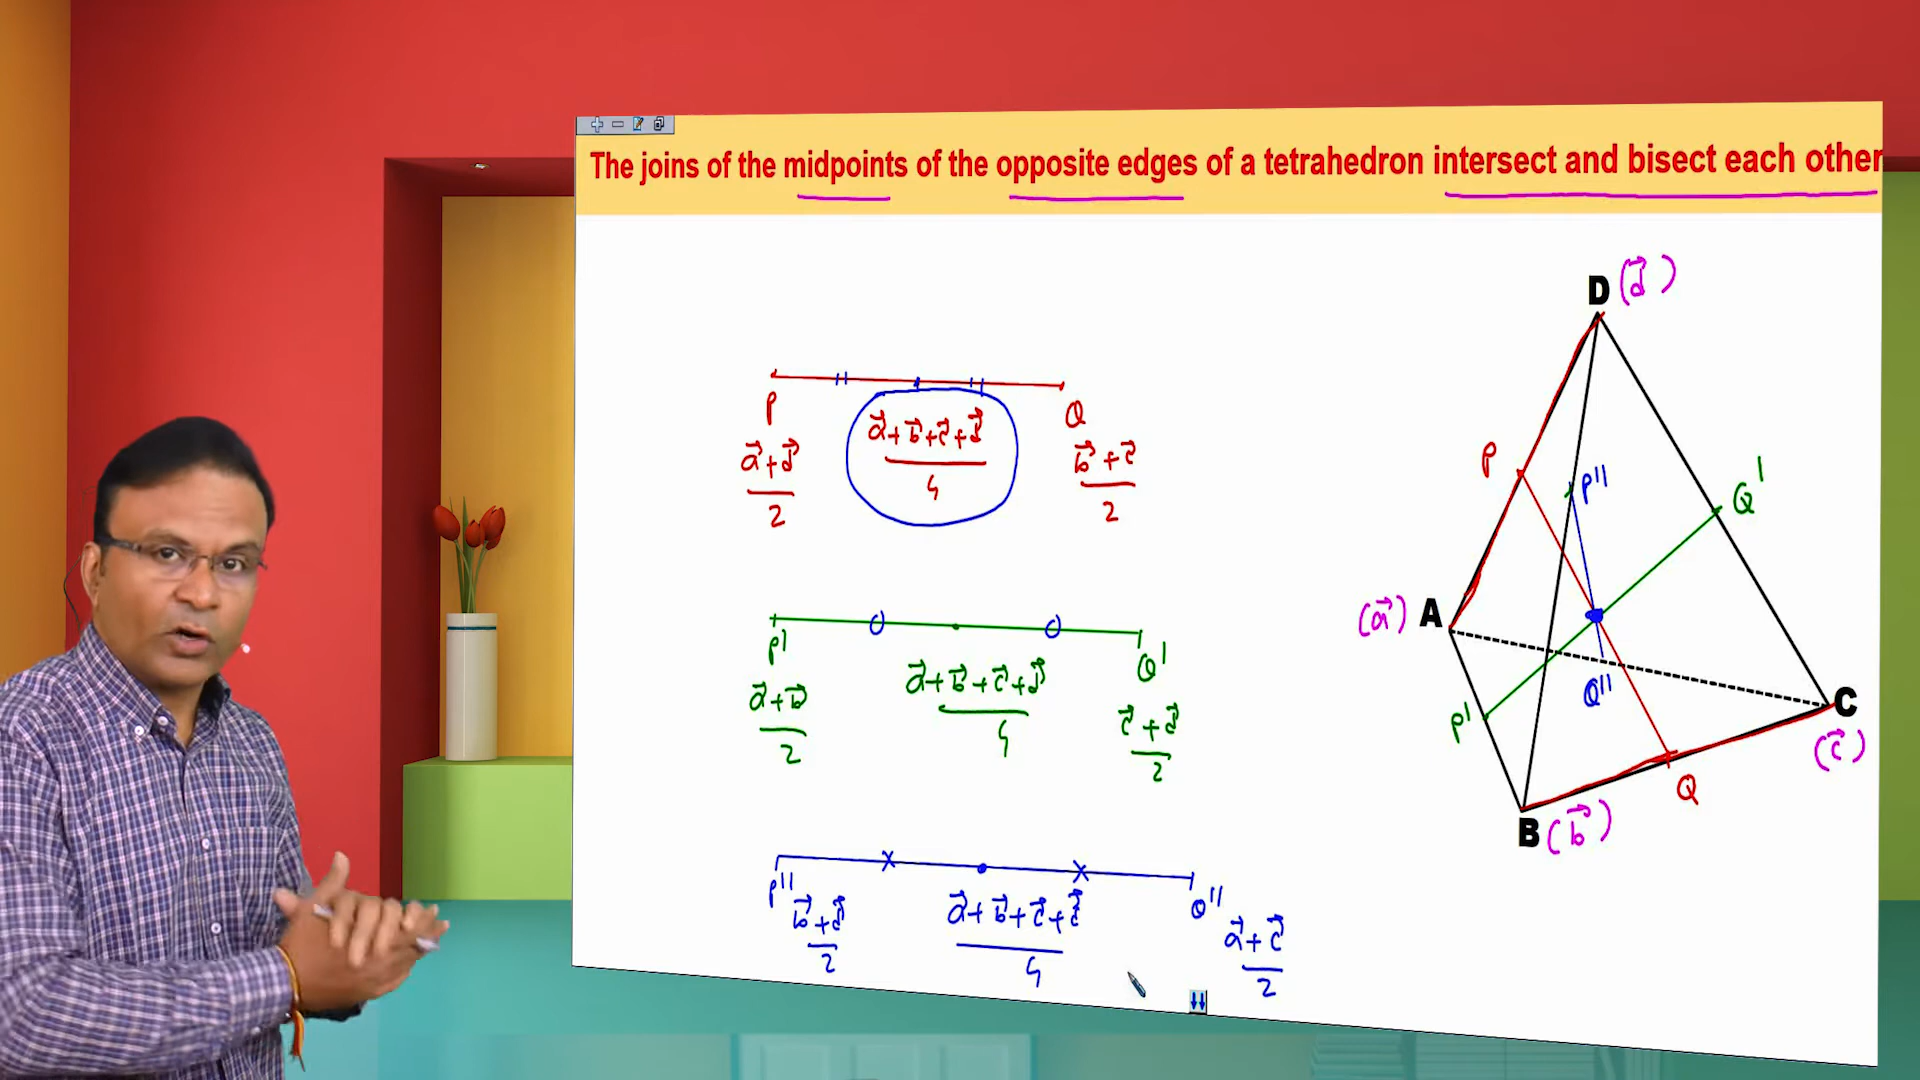 The joins of the midpoints of the opposite edges of a tetrahedron intersect and bisect each other
D (d⃗)
P Q
a⃗+d⃗/2 a⃗+b⃗+c⃗+d⃗/4 b⃗+c⃗/2
P P'' Q'
(a⃗) A
P' Q'
a⃗+b⃗/2 a⃗+b⃗+c⃗+d⃗/4 c⃗+d⃗/2
P' Q'' C
(c⃗)
Q
B (b⃗)
P'' Q''
b⃗+d⃗/2 a⃗+b⃗+c⃗+c⃗/4 a⃗+c⃗/2